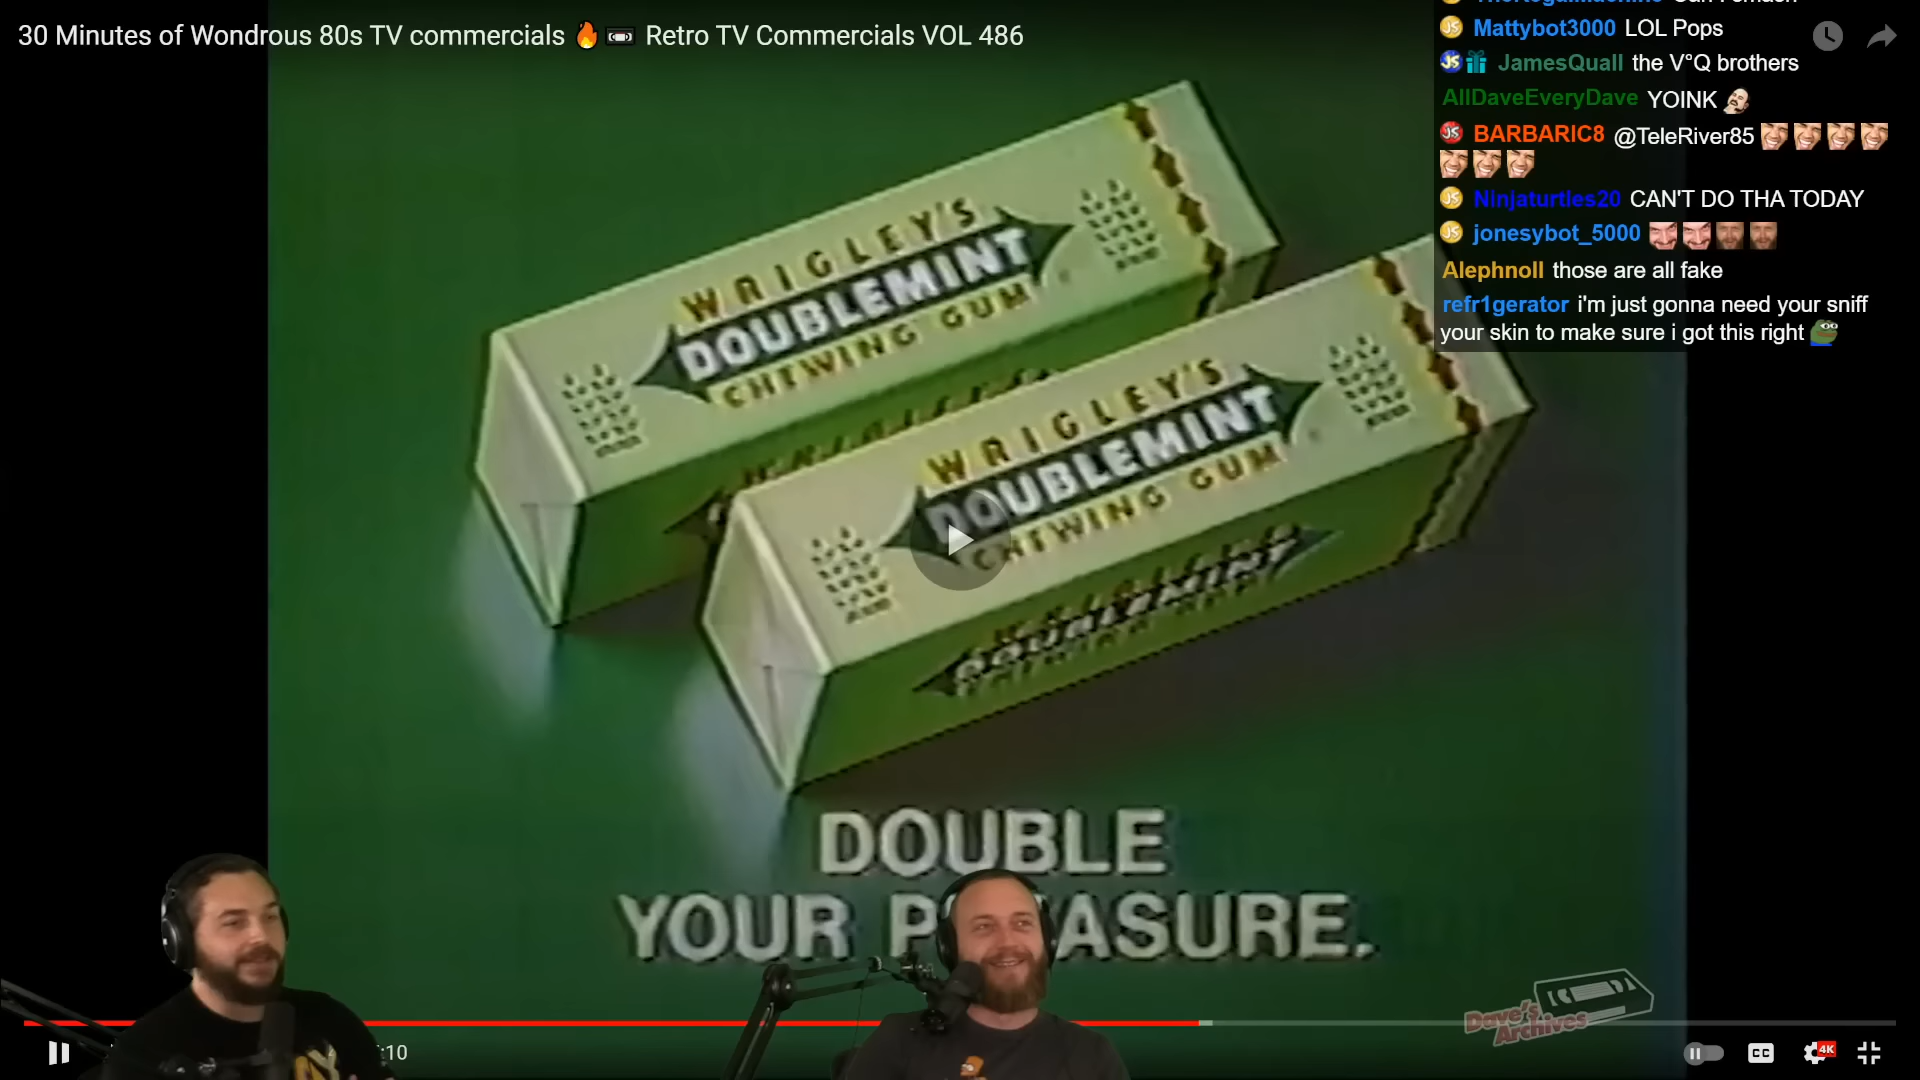 30 Minutes of Wondrous 80s TV commercials 🔥📼 Retro TV Commercials VOL 486
Mattybot3000 LOL Pops
JamesQuall the V°Q brothers
AllDaveEveryDave YOINK
BARBARIC8 @TeleRiver85
Ninjaturtles20 CAN'T DO THA TODAY
jonesybot_5000
Alephnoll those are all fake
refr1gerator i'm just gonna need your sniff
your skin to make sure i got this right
WRIGLEY'S
DOUBLEMINT
CHEWING GUM
WRIGLEY'S
DOUBLEMINT
CHEWING GUM
DOUBLEMINT
DOUBLE
YOUR P ASURE.
Dave's
Archives
:10
CC
4K